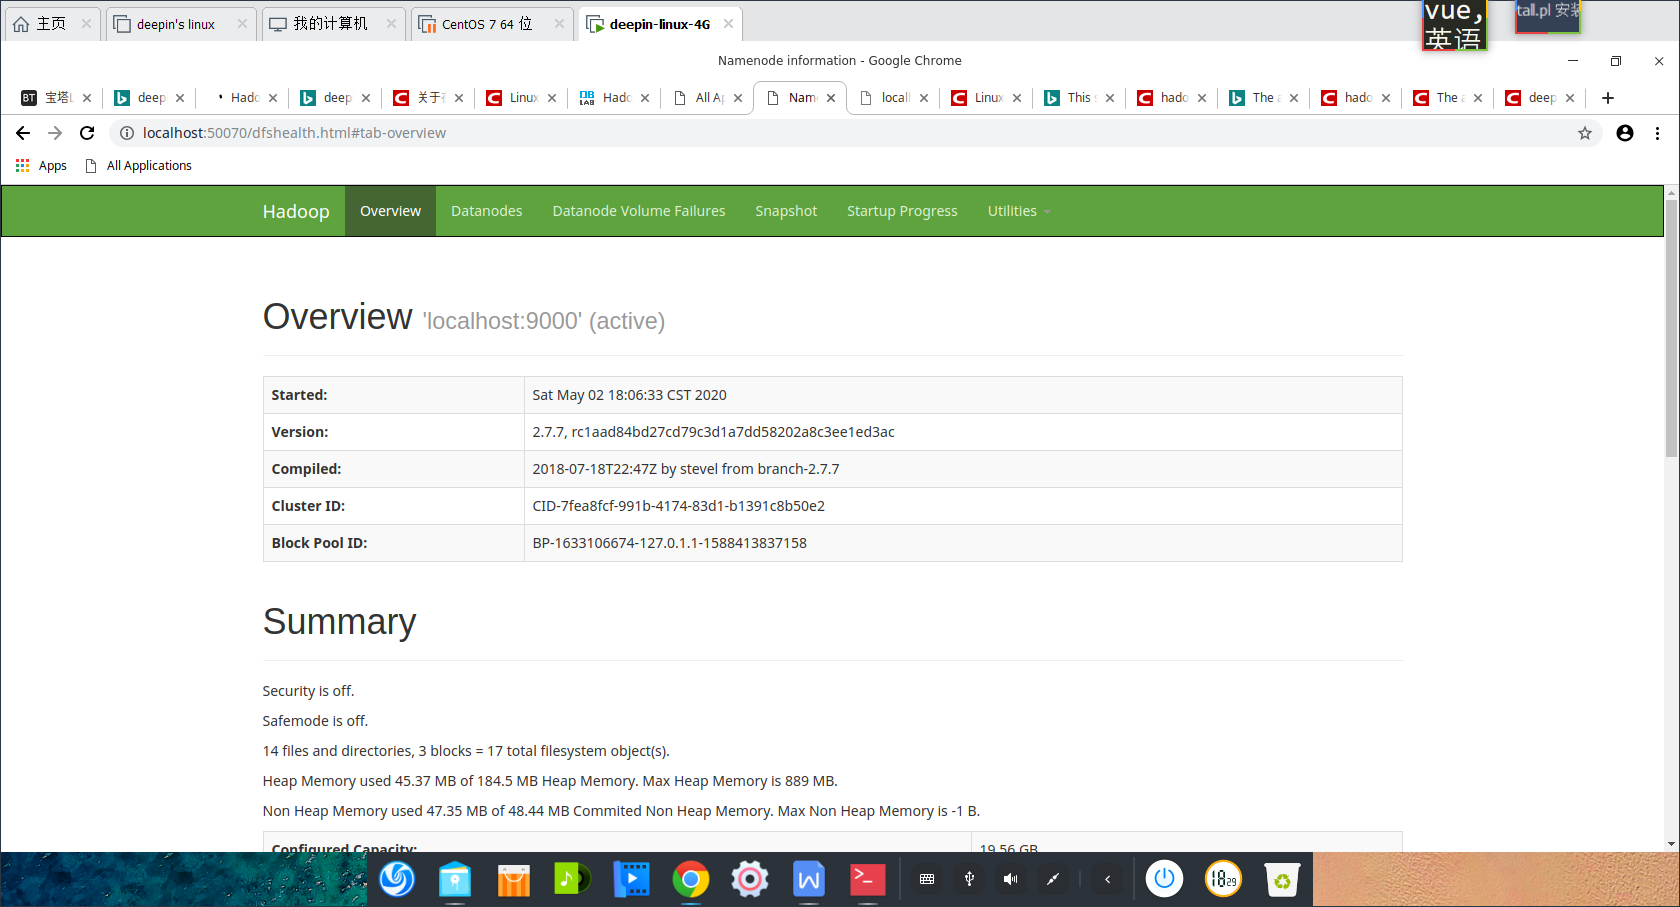 主页
deepin's linux
我的计算机
CentOS 7 64 位
deepin-linux-4G
vue,
英语
tall.pl 安装
Namenode information - Google Chrome
BT
宝塔L
deep
Hado
deep
关于
Linux
DB LAB
Hado
All Ap
Nam
locall
Linux
This s
hado
The a
hado
The a
deep
localhost:50070/dfshealth.html#tab-overview
Apps
All Applications
Hadoop
Overview
Datanodes
Datanode Volume Failures
Snapshot
Startup Progress
Utilities
Overview 'localhost:9000' (active)
Started: Sat May 02 18:06:33 CST 2020
Version: 2.7.7, rc1aad84bd27cd79c3d1a7dd58202a8c3ee1ed3ac
Compiled: 2018-07-18T22:47Z by stevel from branch-2.7.7
Cluster ID: CID-7fea8fcf-991b-4174-83d1-b1391c8b50e2
Block Pool ID: BP-1633106674-127.0.1.1-1588413837158
Summary
Security is off.
Safemode is off.
14 files and directories, 3 blocks = 17 total filesystem object(s).
Heap Memory used 45.37 MB of 184.5 MB Heap Memory. Max Heap Memory is 889 MB.
Non Heap Memory used 47.35 MB of 48.44 MB Commited Non Heap Memory. Max Non Heap Memory is -1 B.
Configured Capacity: 19.56 GB
18 29